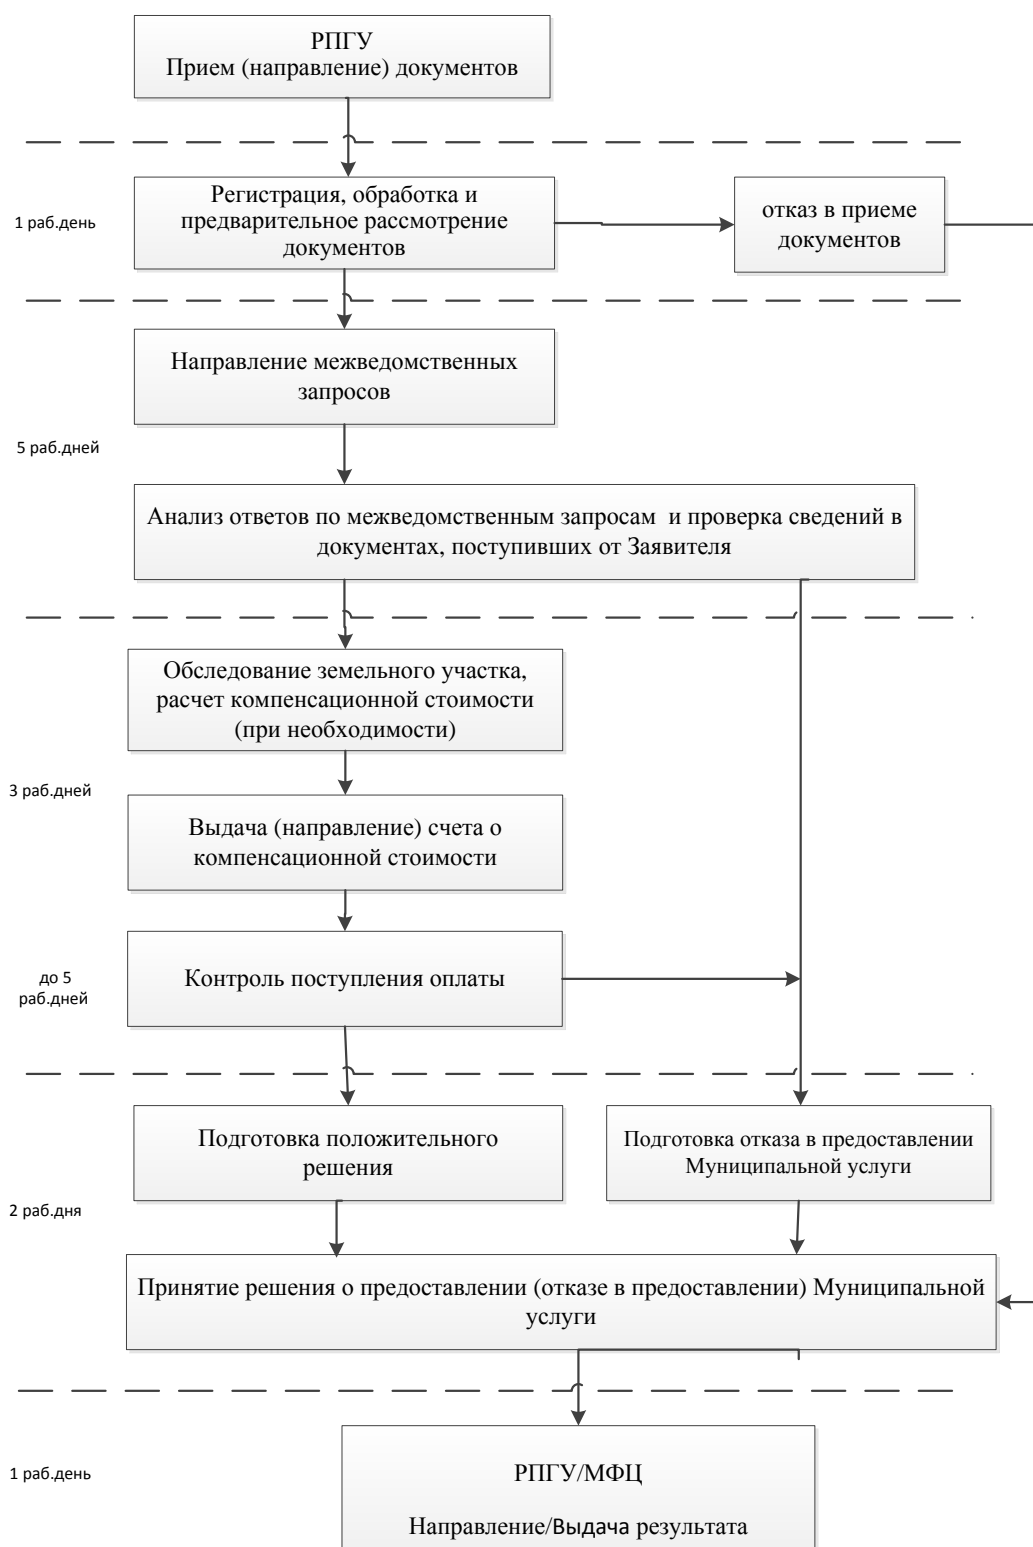 РПГУ
Прием (направление) документов
1 раб.день
Регистрация, обработка и
предварительное рассмотрение
документов
отказ в приеме
документов
Направление межведомственных
запросов
5 раб.дней
Анализ ответов по межведомственным запросам и проверка сведений в
документах, поступивших от Заявителя
Обследование земельного участка,
расчет компенсационной стоимости
(при необходимости)
3 раб.дней
Выдача (направление) счета о
компенсационной стоимости
до 5
раб.дней
Контроль поступления оплаты
Подготовка положительного
решения
Подготовка отказа в предоставлении
Муниципальной услуги
2 раб.дня
Принятие решения о предоставлении (отказе в предоставлении) Муниципальной
услуги
1 раб.день
РПГУ/МФЦ
Направление/Выдача результата